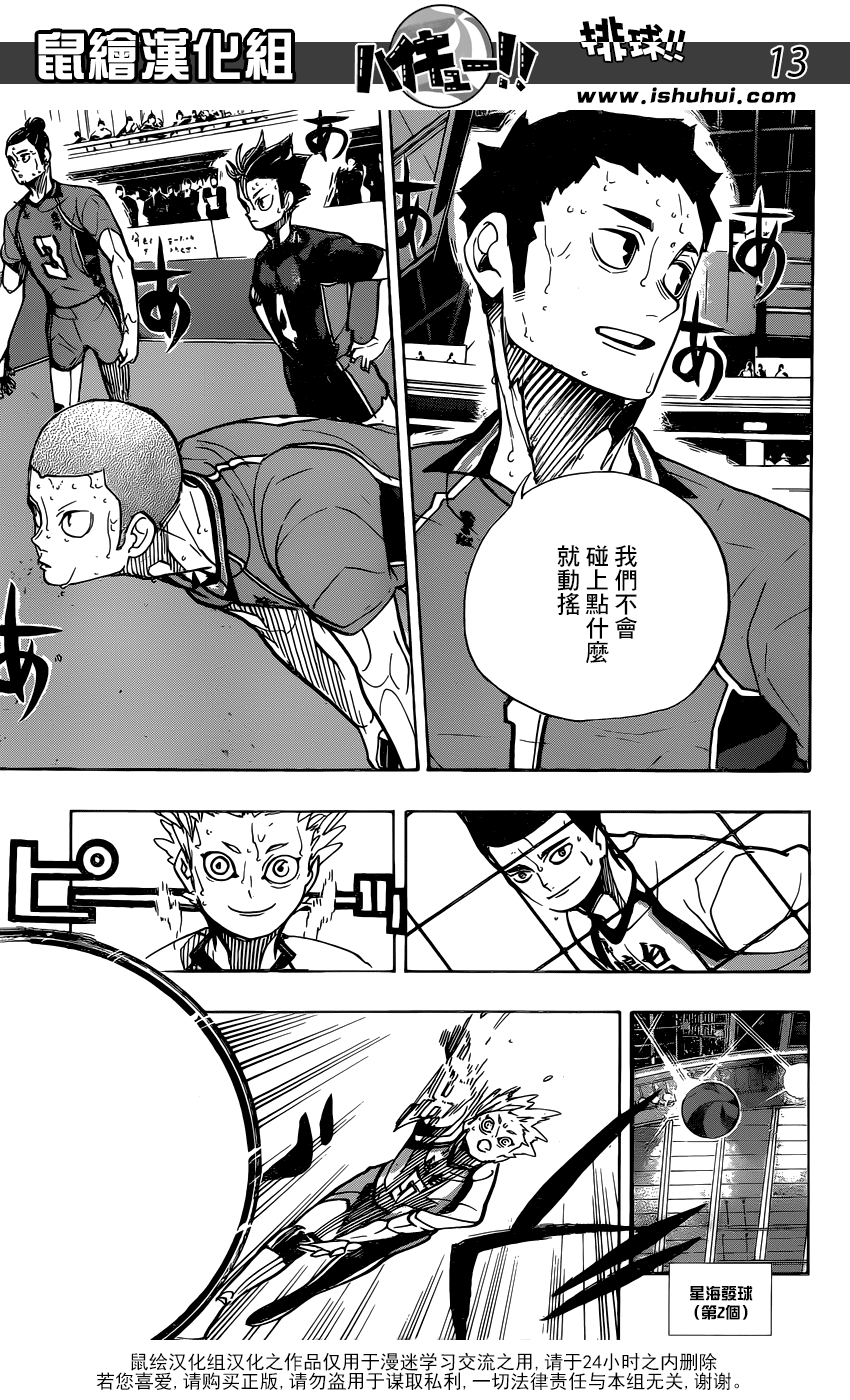 鼠繪漢化組
ハイキュー!!
排球!!
13
www.ishuhui.com
あ
あ
あ
あ
あ
あ
3
4
我們不會
碰上點什麼
就動搖
5
星海發球
(第2個)
鼠绘汉化组汉化之作品仅用于漫迷学习交流之用, 请于24小时之内删除
若您喜爱, 请购买正版, 请勿盗用于谋取私利, 一切法律责任与本组无关, 谢谢。